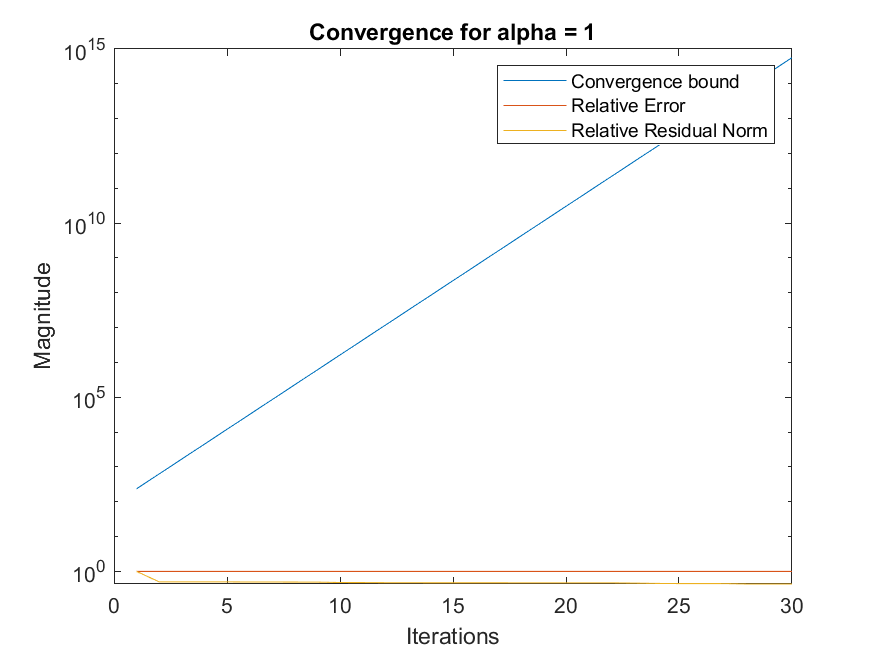 Convergence for alpha = 1
10^15
10^10
10^5
10^0
Magnitude
Convergence bound
Relative Error
Relative Residual Norm
0 5 10 15 20 25 30
Iterations